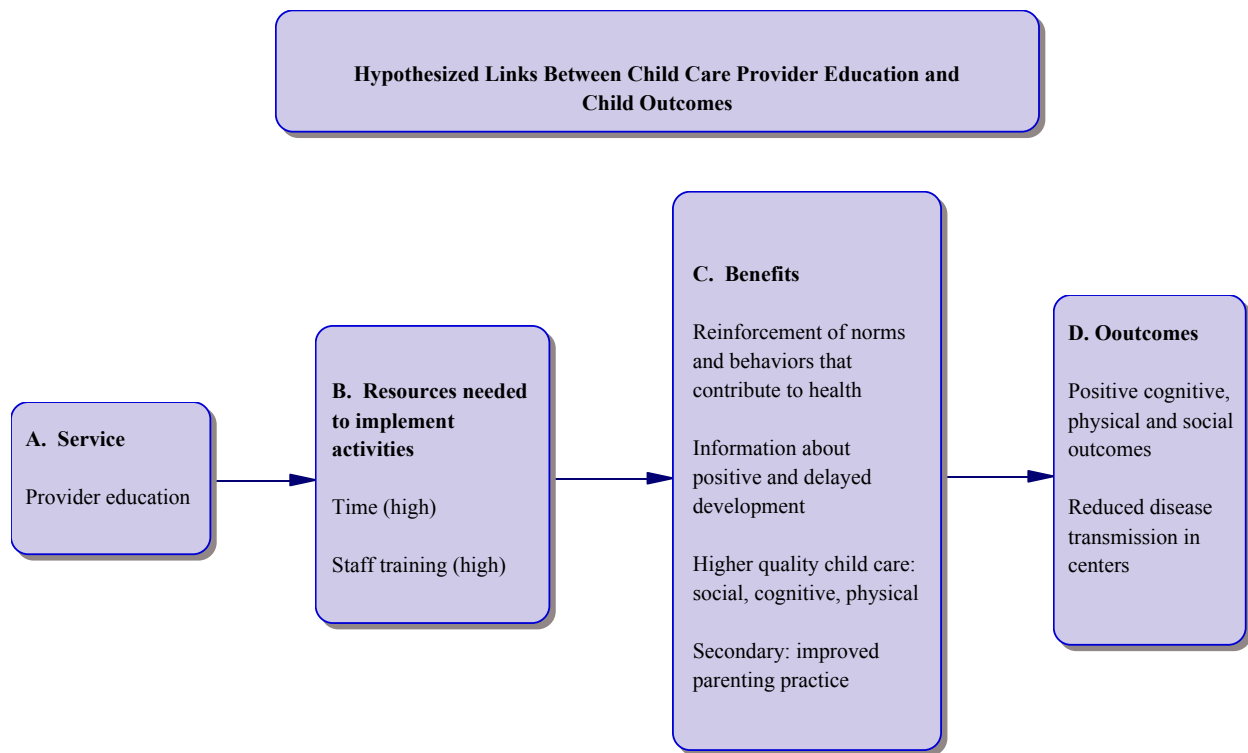 Hypothesized Links Between Child Care Provider Education and
Child Outcomes
A. Service
Provider education
B. Resources needed
to implement
activities
Time (high)
Staff training (high)
C. Benefits
Reinforcement of norms
and behaviors that
contribute to health
Information about
positive and delayed
development
Higher quality child care:
social, cognitive, physical
Secondary: improved
parenting practice
D. Ooutcomes
Positive cognitive,
physical and social
outcomes
Reduced disease
transmission in
centers